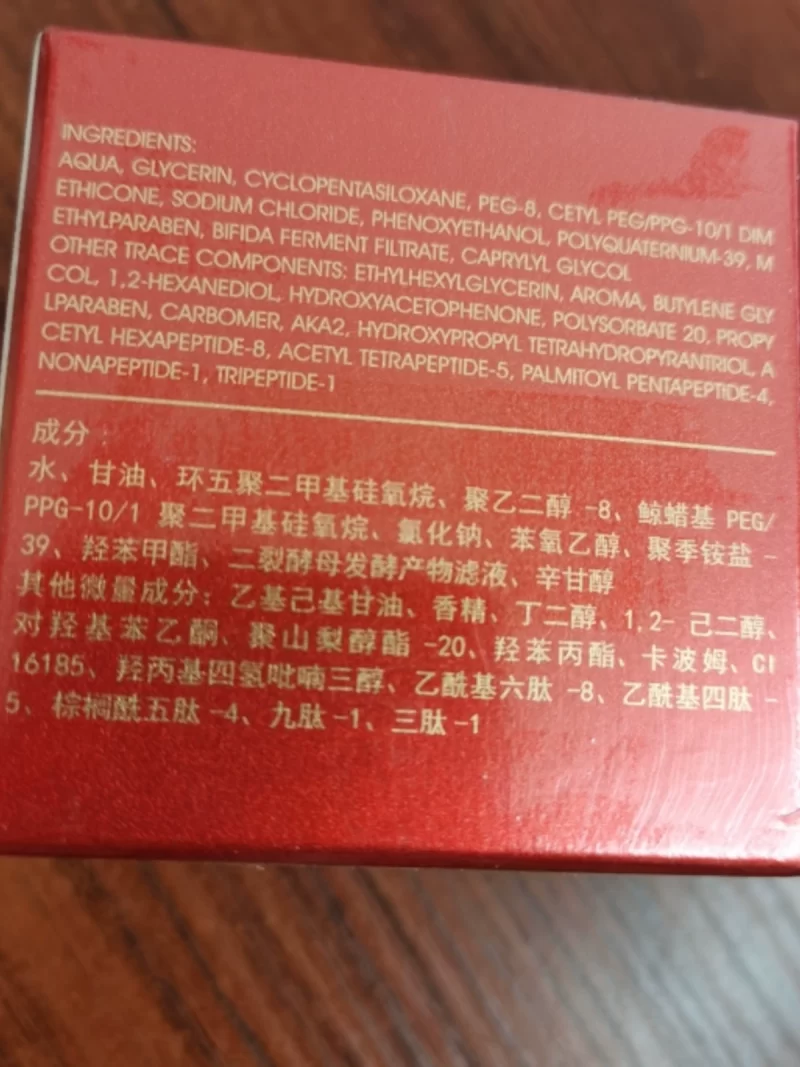 INGREDIENTS:
AQUA, GLYCERIN, CYCLOPENTASILOXANE, PEG-8, CETYL PEG/PPG-10/1 DIM
ETHICONE, SODIUM CHLORIDE, PHENOXYETHANOL, POLYQUATERNIUM-39, M
ETHYLPARABEN, BIFIDA FERMENT FILTRATE, CAPRYLYL GLYCOL
OTHER TRACE COMPONENTS: ETHYLHEXYLGLYCERIN, AROMA, BUTYLENE GLY
COL, 1,2-HEXANEDIOL, HYDROXYACETOPHENONE, POLYSORBATE 20, PROPY
LPARABEN, CARBOMER, AKA2, HYDROXYPROPYL TETRAHYDROPYRANTRIOL, A
CETYL HEXAPEPTIDE-8, ACETYL TETRAPEPTIDE-5, PALMITOYL PENTAPEPTIDE-4,
NONAPEPTIDE-1, TRIPEPTIDE-1
成分:
水、甘油、环五聚二甲基硅氧烷、聚乙二醇 -8、鲸蜡基 PEG/
PPG-10/1 聚二甲基硅氧烷、氯化钠、苯氧乙醇、聚季铵盐 -
39、羟苯甲酯、二裂酵母发酵产物滤液、辛甘醇
其他微量成分: 乙基己基甘油、香精、丁二醇、1,2- 己二醇、
对羟基苯乙酮、聚山梨醇酯 -20、羟苯丙酯、卡波姆、CI
16185、羟丙基四氢吡喃三醇、乙酰基六肽 -8、乙酰基四肽 -
5、棕榈酰五肽 -4、九肽 -1、三肽 -1